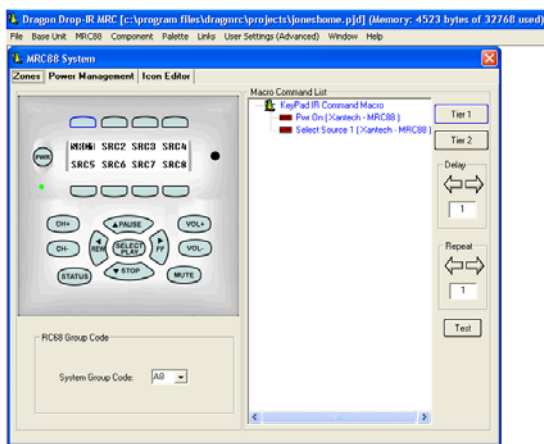 Dragon Drop-IR MRC [c:\program files\dragmrc\projects\joneshome.pjd] (Memory: 4523 bytes of 32768 used)
File Base Unit MRC88 Component Palette Links User Settings (Advanced) Window Help
MRC88 System
Zones Power Management Icon Editor
Macro Command List
KeyPad IR Command Macro
Pwr On ( Xantech - MRC88 )
Select Source 1 ( Xantech - MRC88 )
Tier 1
Tier 2
Delay
1
Repeat
1
Test
SRC2 SRC3 SRC4
SRC5 SRC6 SRC7 SRC8
PWR
CH+ PAUSE VOL+
CH- REW SELECT PLAY FF VOL-
STATUS STOP MUTE
RC68 Group Code
System Group Code: A8